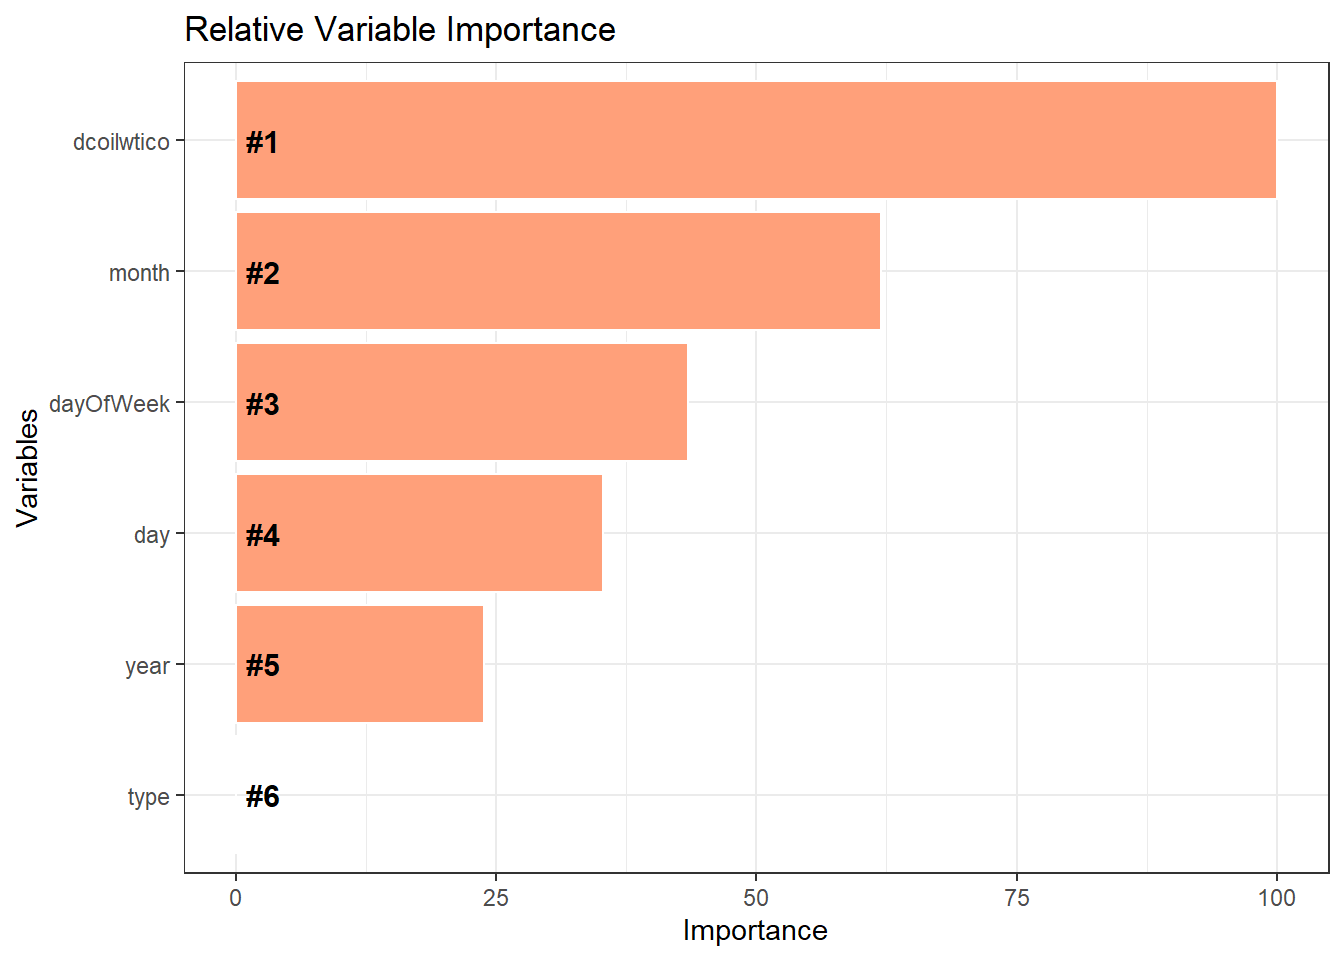 Relative Variable Importance
Variables
dcoilwtico
#1
month
#2
dayOfWeek
#3
day
#4
year
#5
type
#6
0 25 50 75 100
Importance